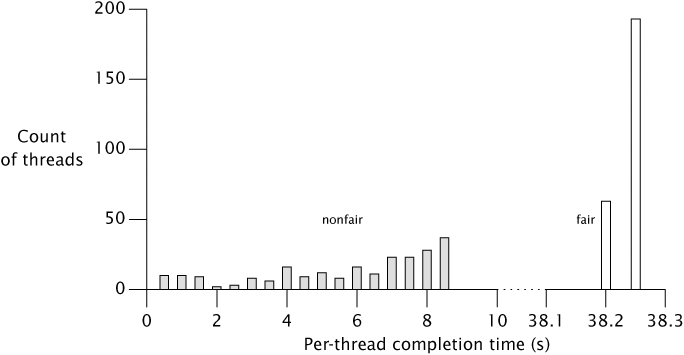 200
150
Count
of threads
100
50
nonfair
fair
0
0
2
4
6
8
10
38.1
38.2
38.3
Per-thread completion time (s)